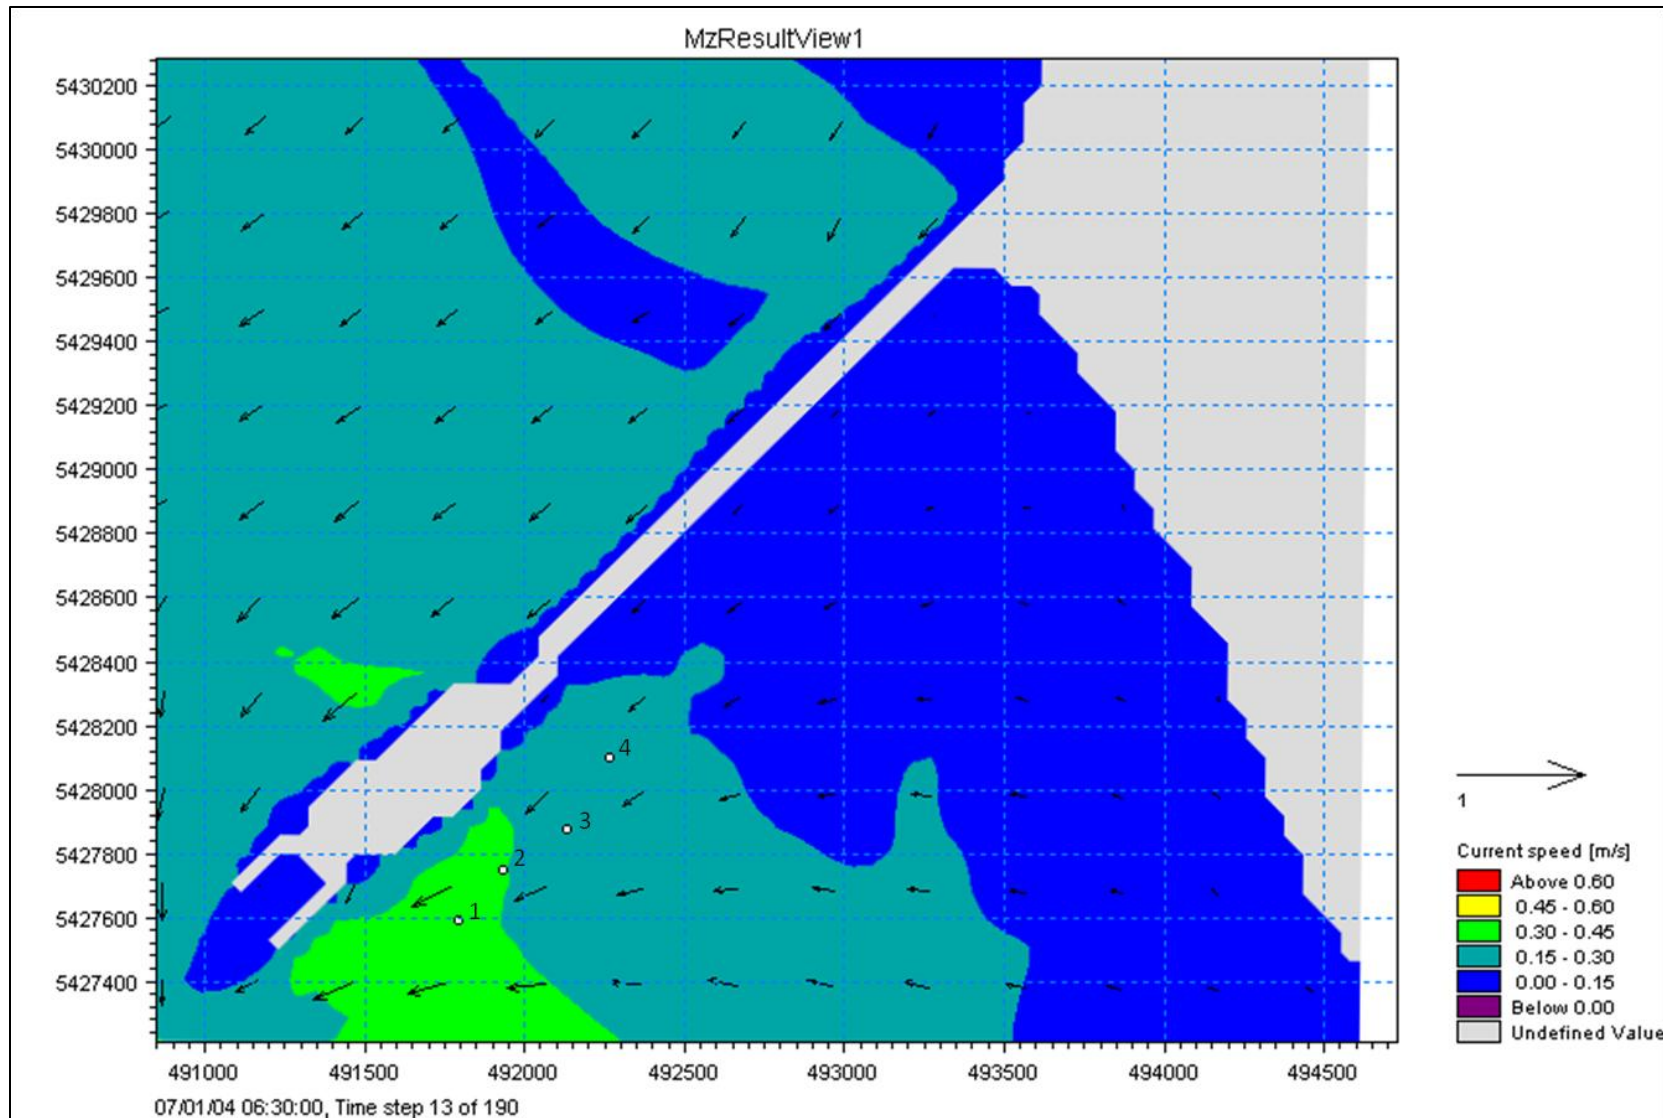 MzResultView1
5430200
5430000
5429800
5429600
5429400
5429200
5429000
5428800
5428600
5428400
5428200
5428000
5427800
5427600
5427400
4
3
2
1
491000 491500 492000 492500 493000 493500 494000 494500
07/01/04 06:30:00, Time step 13 of 190
1
Current speed [m/s]
Above 0.60
0.45 - 0.60
0.30 - 0.45
0.15 - 0.30
0.00 - 0.15
Below 0.00
Undefined Value